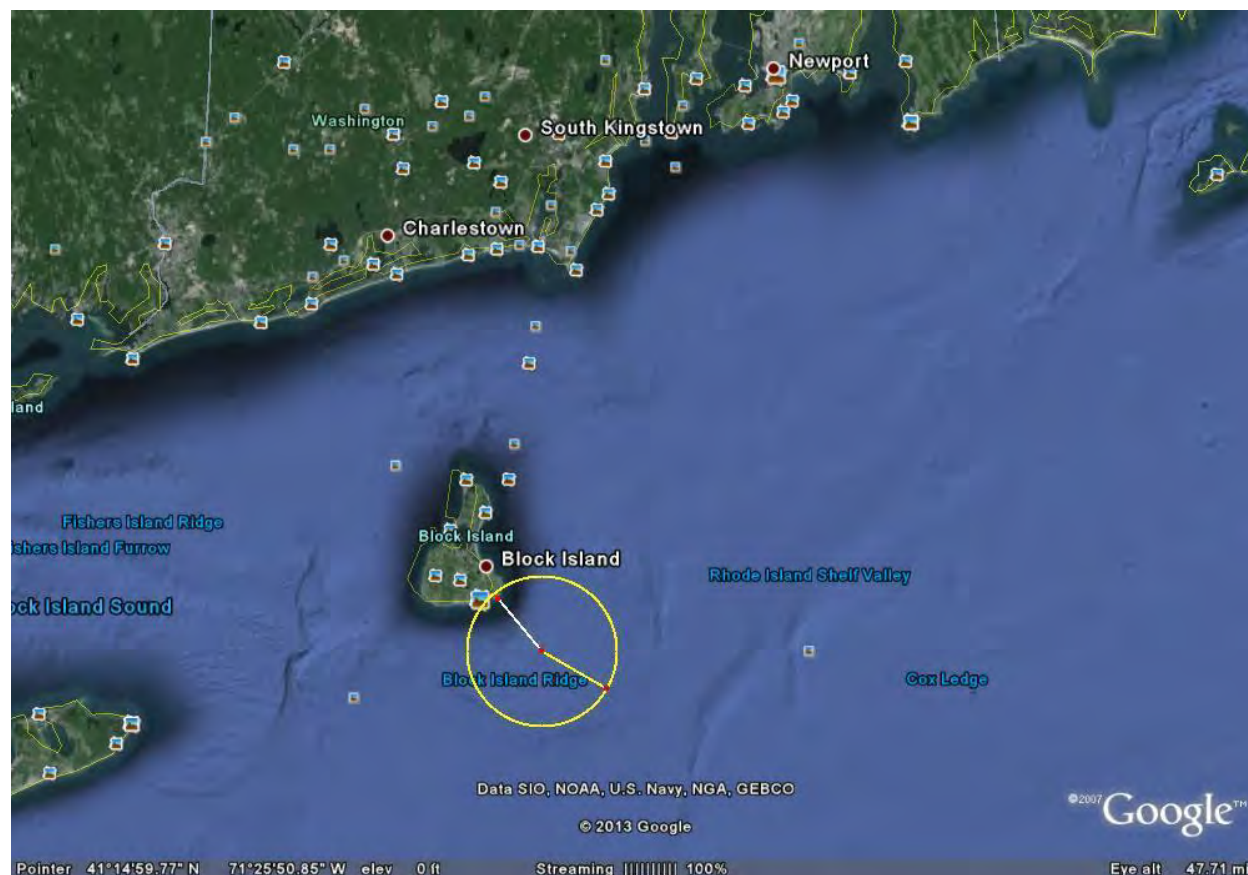 Newport
Washington
South Kingstown
Charlestown
land
Fishers Island Ridge
Block Island
shers Island Furrow
Block Island
Rhode Island Shelf Valley
ock Island Sound
Block Island Ridge
Cox Ledge
Data SIO, NOAA, U.S. Navy, NGA, GEBCO
©2007 Google™
© 2013 Google
Pointer 41°14'59.77" N 71°25'50.85" W elev 0 ft Streaming |||||||||| 100% Eye alt 47.71 mi